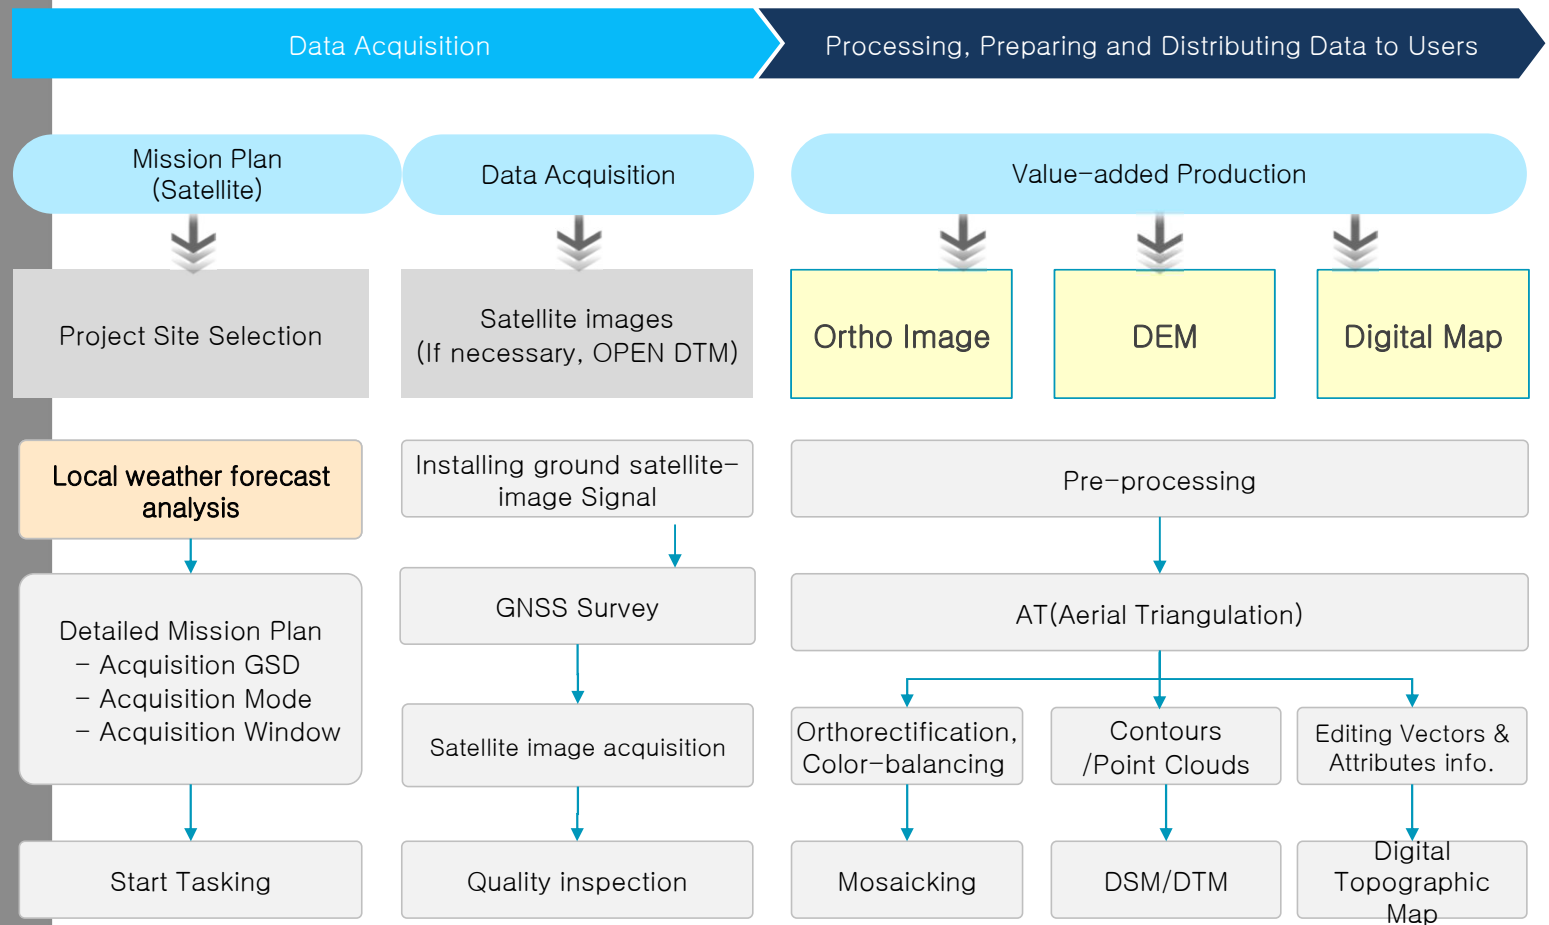 Data Acquisition
Processing, Preparing and Distributing Data to Users
Mission Plan
(Satellite)
Data Acquisition
Value-added Production
Project Site Selection
Satellite images
(If necessary, OPEN DTM)
Ortho Image
DEM
Digital Map
Local weather forecast
analysis
Detailed Mission Plan
- Acquisition GSD
- Acquisition Mode
- Acquisition Window
Start Tasking
Installing ground satellite-
image Signal
GNSS Survey
Satellite image acquisition
Quality inspection
Pre-processing
AT(Aerial Triangulation)
Orthorectification,
Color-balancing
Contours
/Point Clouds
Editing Vectors &
Attributes info.
Mosaicking
DSM/DTM
Digital
Topographic
Map